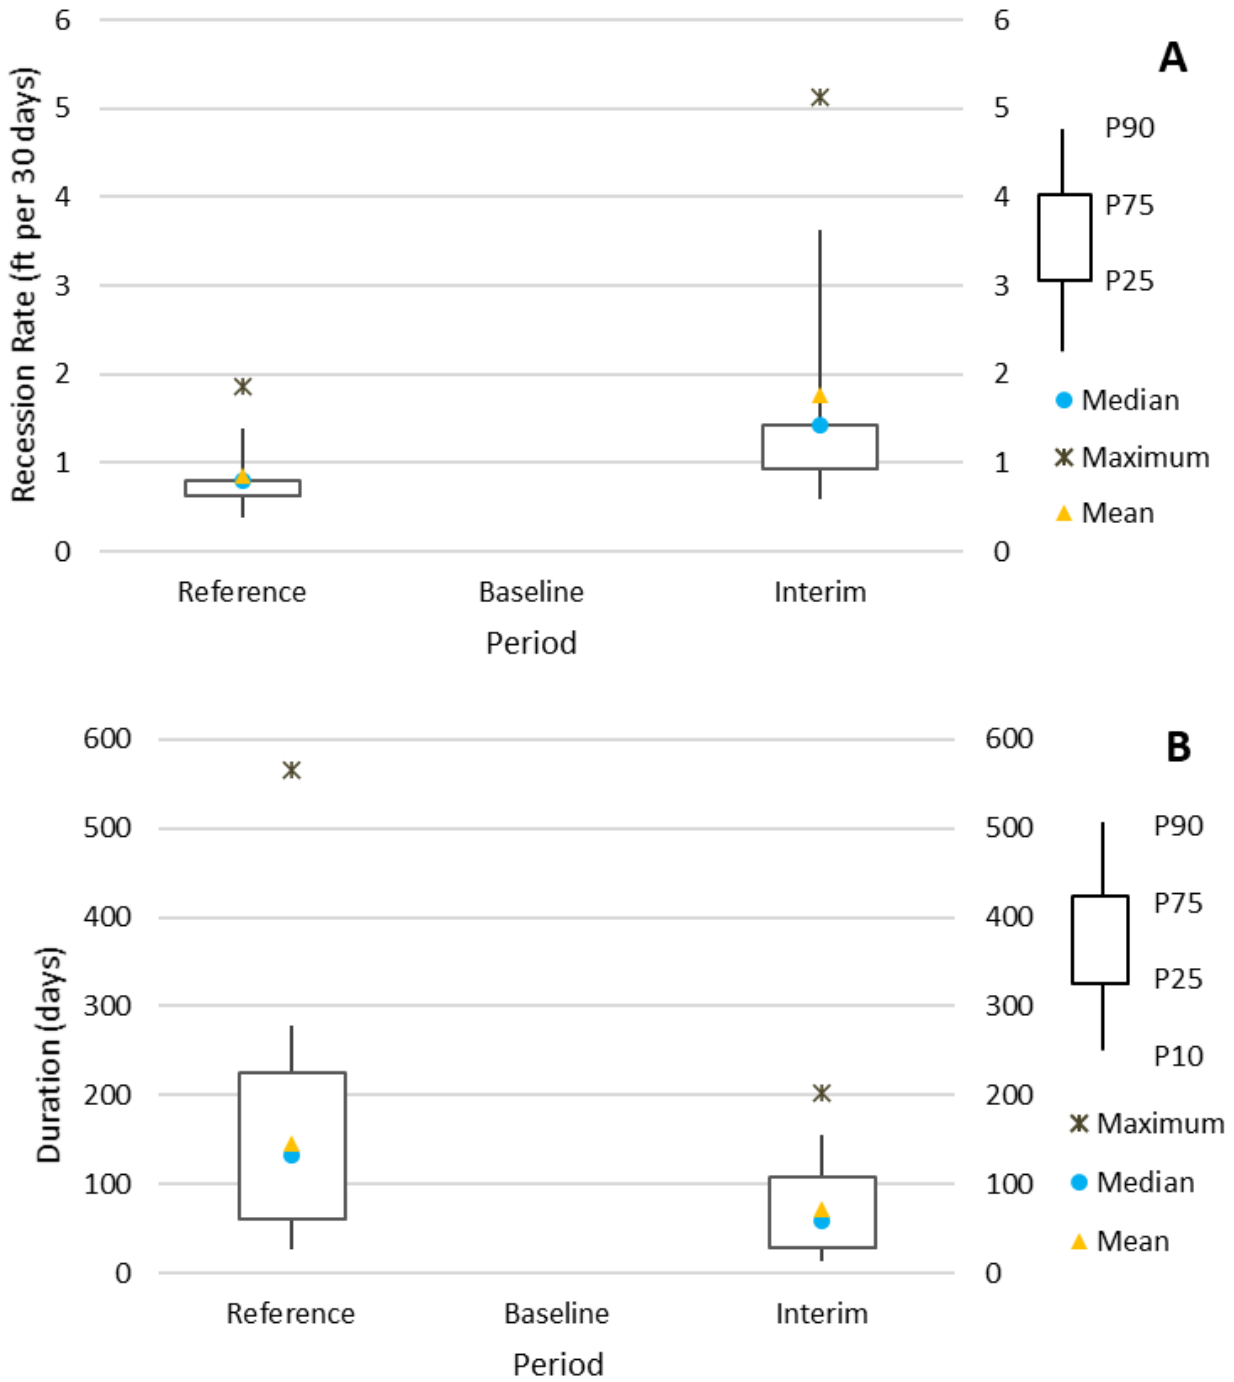 A
Recession Rate (ft per 30 days)
6
5
4
3
2
1
0
6
5
4
3
2
1
0
Reference Baseline Interim
Period
P90
P75
P25
Median
Maximum
Mean
B
Duration (days)
600
500
400
300
200
100
0
600
500
400
300
200
100
0
Reference Baseline Interim
Period
P90
P75
P25
P10
Maximum
Median
Mean